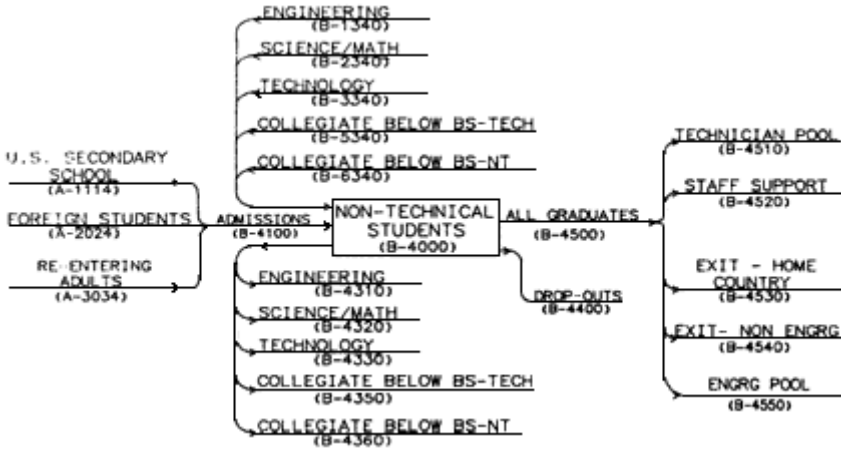 ENGINEERING
(B-1340)
SCIENCE/MATH
(B-2340)
TECHNOLOGY
(B-3340)
COLLEGIATE BELOW BS-TECH
(B-5340)
COLLEGIATE BELOW BS-NT
(B-6340)
U.S. SECONDARY
SCHOOL
(A-1114)
FOREIGN STUDENTS
(A-2024)
RE-ENTERING
ADULTS
(A-3034)
ADMISSIONS
(B-4100)
NON-TECHNICAL
STUDENTS
(B-4000)
ENGINEERING
(B-4310)
SCIENCE/MATH
(B-4320)
TECHNOLOGY
(B-4330)
COLLEGIATE BELOW BS-TECH
(B-4350)
COLLEGIATE BELOW BS-NT
(B-4360)
ALL GRADUATES
(B-4500)
DROP-OUTS
(B-4400)
TECHNICIAN POOL
(B-4510)
STAFF SUPPORT
(B-4520)
EXIT - HOME
COUNTRY
(B-4530)
EXIT- NON ENGRG
(B-4540)
ENGRG POOL
(B-4550)